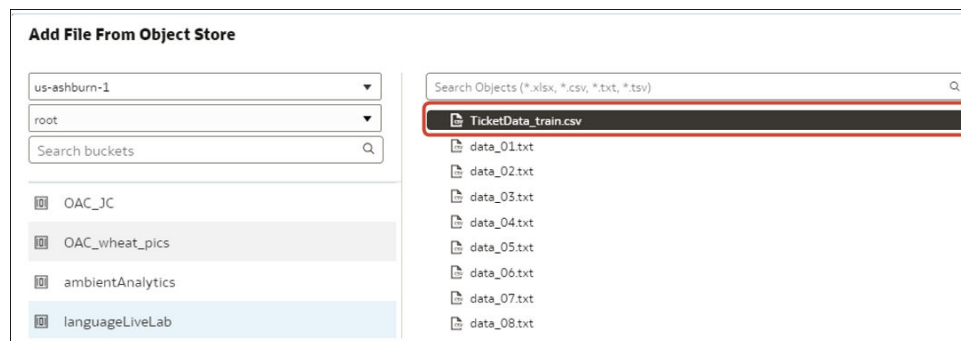 Add File From Object Store
us-ashburn-1
root
Search buckets
OAC_JC
OAC_wheat_pics
ambientAnalytics
languageLiveLab
Search Objects (*.xlsx, *.csv, *.txt, *.tsv)
TicketData_train.csv
data_01.txt
data_02.txt
data_03.txt
data_04.txt
data_05.txt
data_06.txt
data_07.txt
data_08.txt